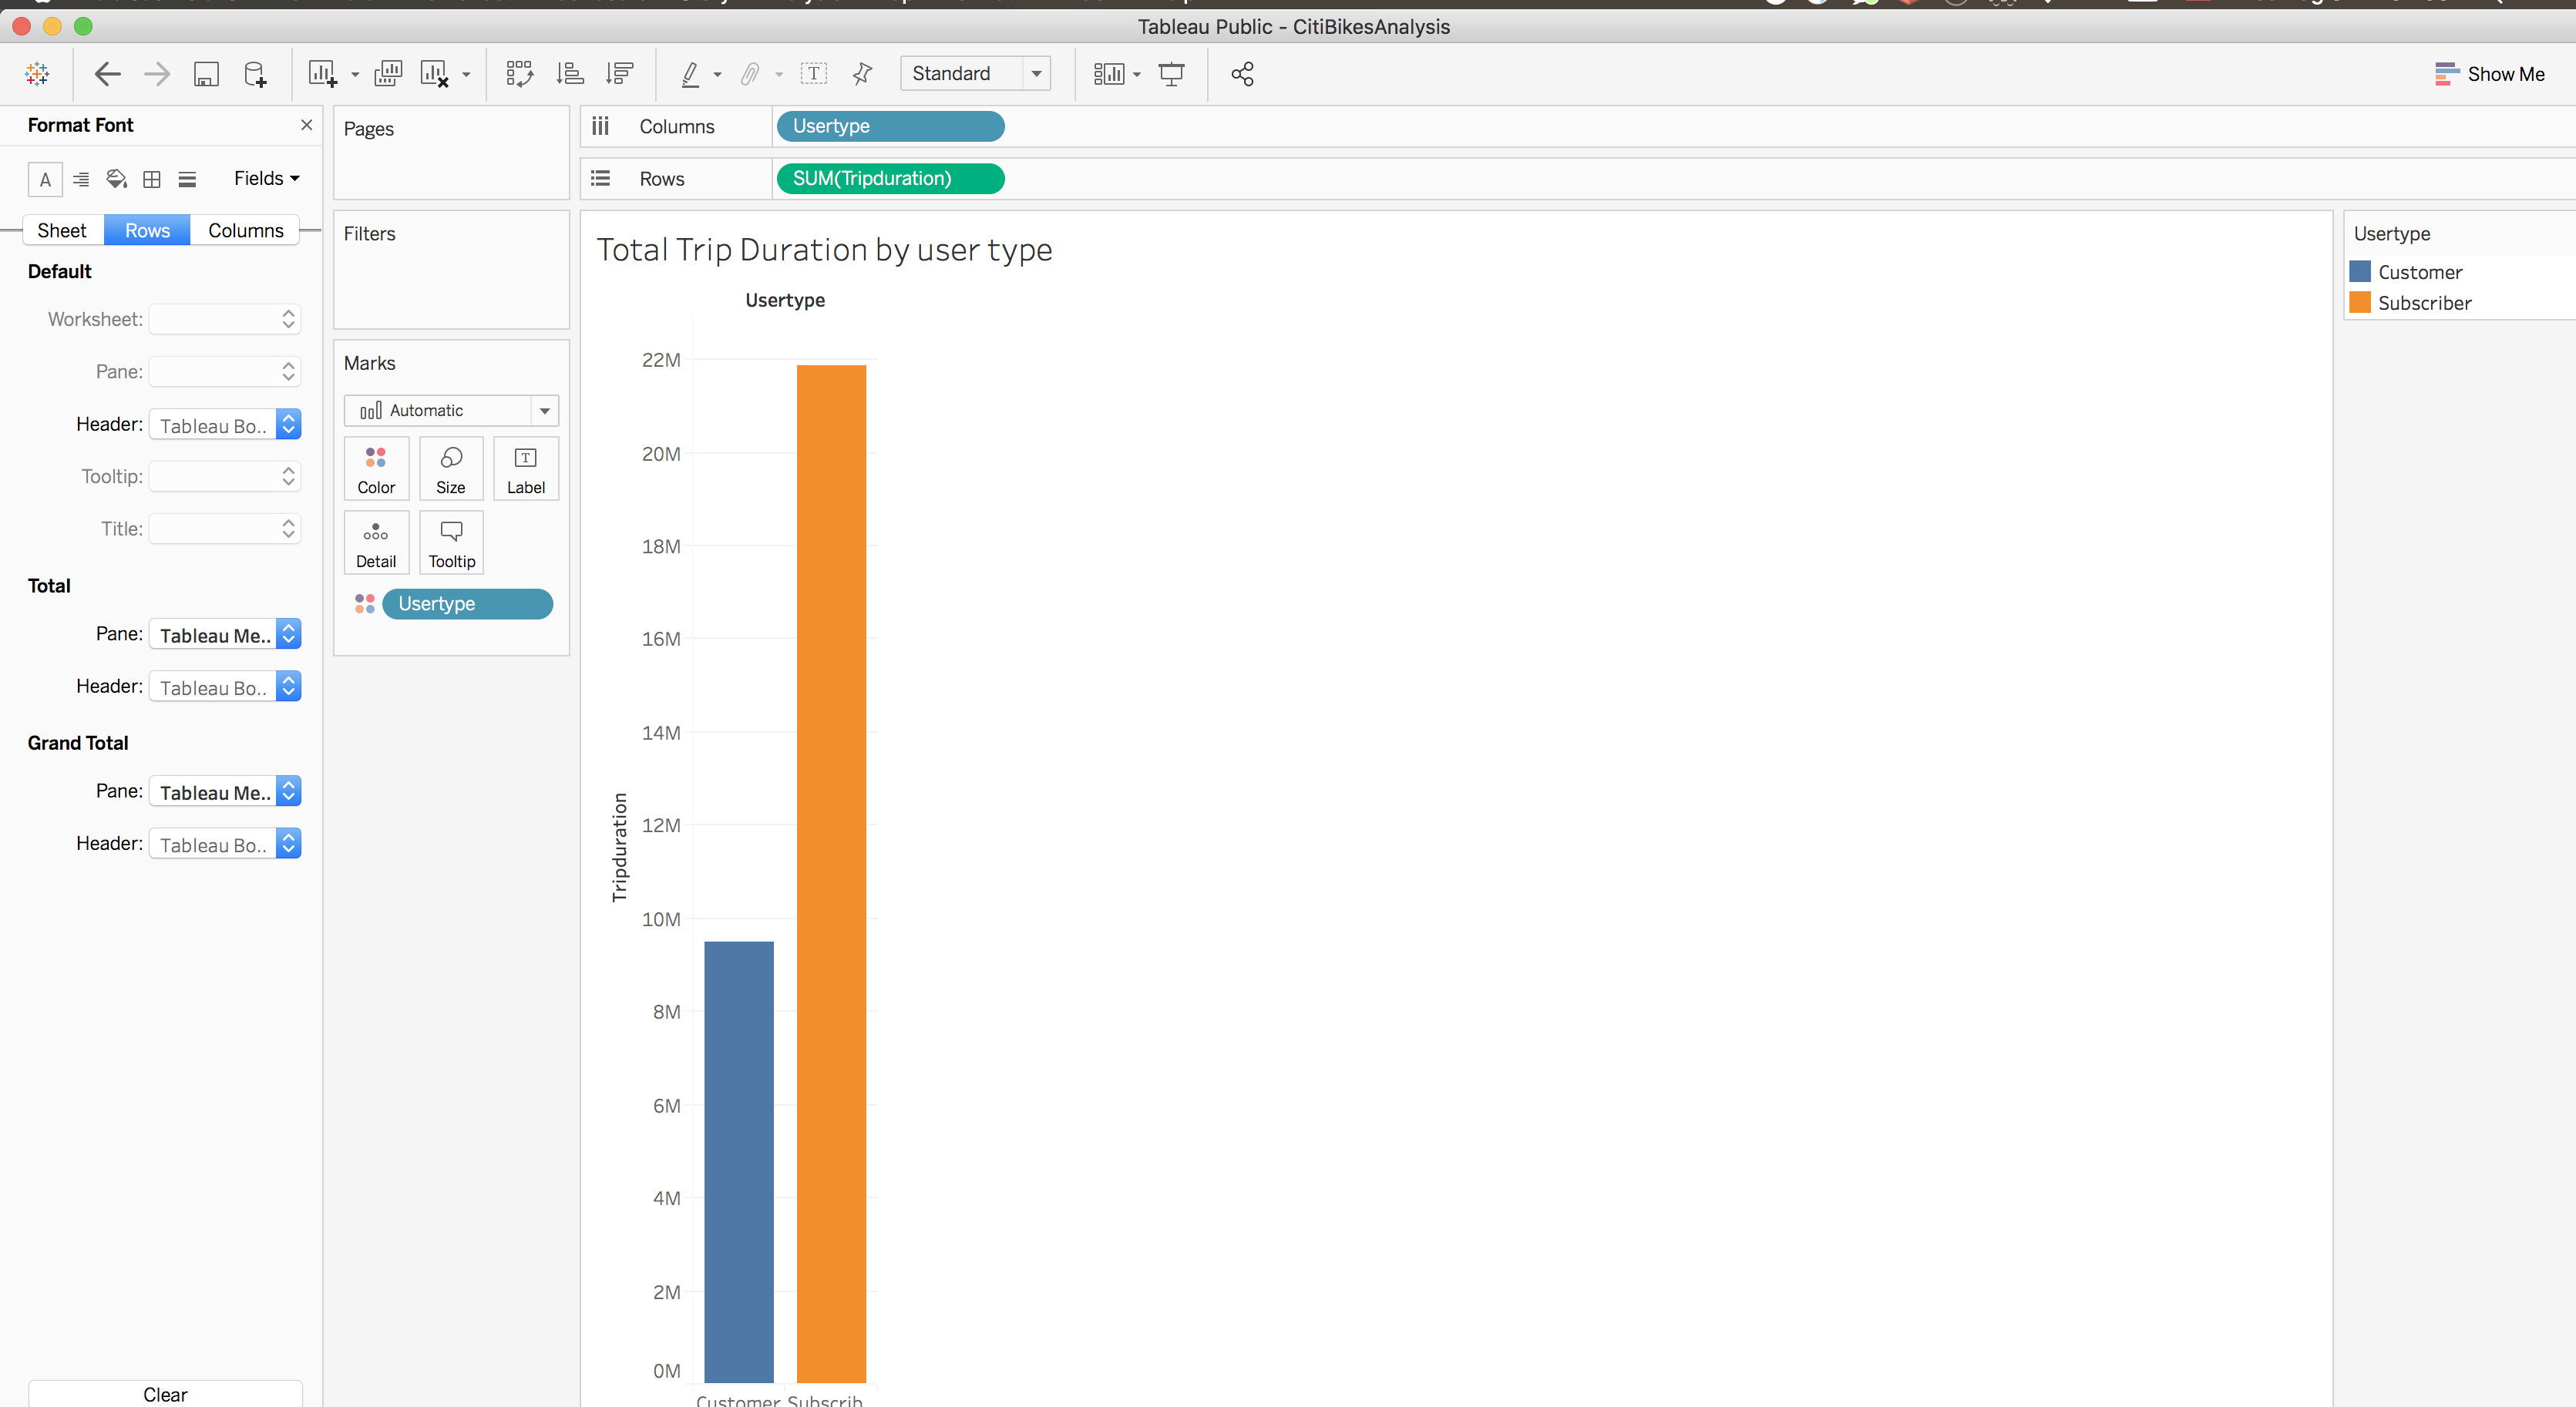 Tableau Public - CitiBikesAnalysis
Standard
Show Me
Format Font
Fields
Sheet Rows Columns
Default
Worksheet:
Pane:
Header: Tableau Bo..
Tooltip:
Title:
Total
Pane: Tableau Me..
Header: Tableau Bo..
Grand Total
Pane: Tableau Me..
Header: Tableau Bo..
Clear
Pages
Filters
Marks
Automatic
Color Size Label
Detail Tooltip
Usertype
Columns Usertype
Rows SUM(Tripduration)
Total Trip Duration by user type
Usertype
22M
20M
18M
16M
14M
12M
10M
8M
6M
4M
2M
0M
Tripduration
Customer Subscrib
Usertype
Customer
Subscriber